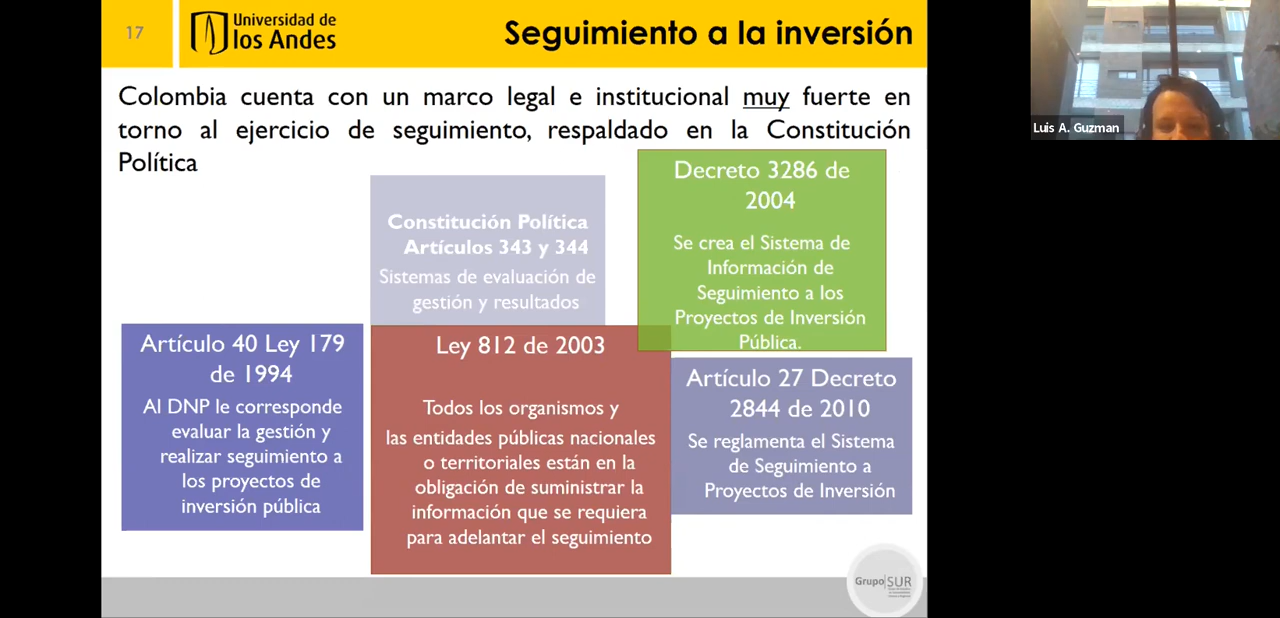 17
Universidad de
los Andes
Seguimiento a la inversión
Colombia cuenta con un marco legal e institucional muy fuerte en
torno al ejercicio de seguimiento, respaldado en la Constitución
Política
Constitución Política
Artículos 343 y 344
Sistemas de evaluación de
gestión y resultados
Decreto 3286 de
2004
Se crea el Sistema de
Información de
Seguimiento a los
Proyectos de Inversión
Pública.
Artículo 40 Ley 179
de 1994
Al DNP le corresponde
evaluar la gestión y
realizar seguimiento a
los proyectos de
inversión pública
Ley 812 de 2003
Todos los organismos y
las entidades públicas nacionales
o territoriales están en la
obligación de suministrar la
información que se requiera
para adelantar el seguimiento
Artículo 27 Decreto
2844 de 2010
Se reglamenta el Sistema
de Seguimiento a
Proyectos de Inversión
Grupo SUR
Luis A. Guzman